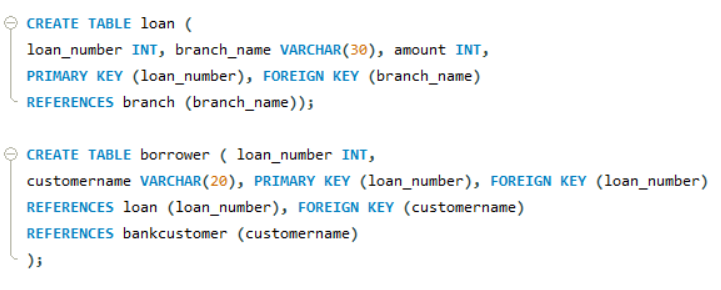 CREATE TABLE loan (
loan_number INT, branch_name VARCHAR(30), amount INT,
PRIMARY KEY (loan_number), FOREIGN KEY (branch_name)
REFERENCES branch (branch_name));
CREATE TABLE borrower ( loan_number INT,
customername VARCHAR(20), PRIMARY KEY (loan_number), FOREIGN KEY (loan_number)
REFERENCES loan (loan_number), FOREIGN KEY (customername)
REFERENCES bankcustomer (customername)
);